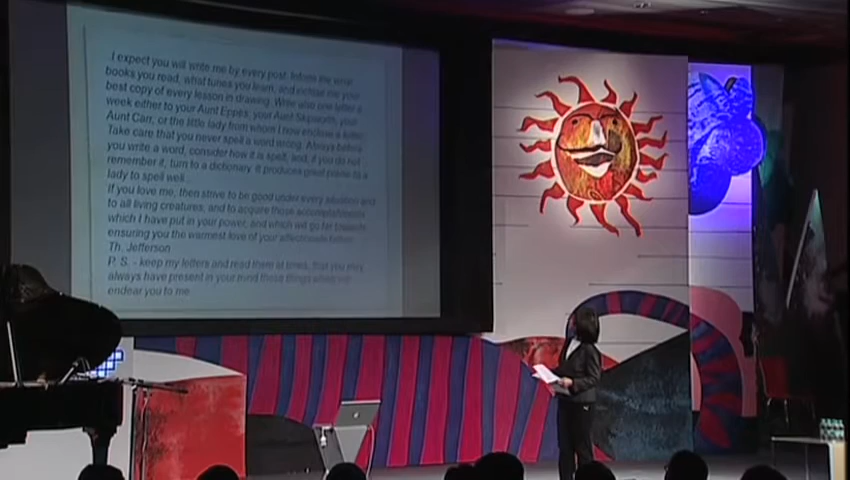 ..I expect you will write me by every post. Inform me what
books you read, what tunes you learn, and inclose me your
best copy of every lesson in drawing. Write also one letter a
week either to your Aunt Eppes, your Aunt Skipwith, your
Aunt Carr, or the little lady from whom I now enclose a letter.
Take care that you never spell a word wrong. Always before
you write a word, consider how it is spelt, and, if you do not
remember it, turn to a dictionary. It produces great praise to a
lady to spell well...
If you love me, then strive to be good under every situation and
to all living creatures, and to acquire those accomplishments
which I have put in your power, and which will go far towards
ensuring you the warmest love of your affectionate father,
Th. Jefferson
P. S. - keep my letters and read them at times, that you may
always have present in your mind those things which will
endear you to me.